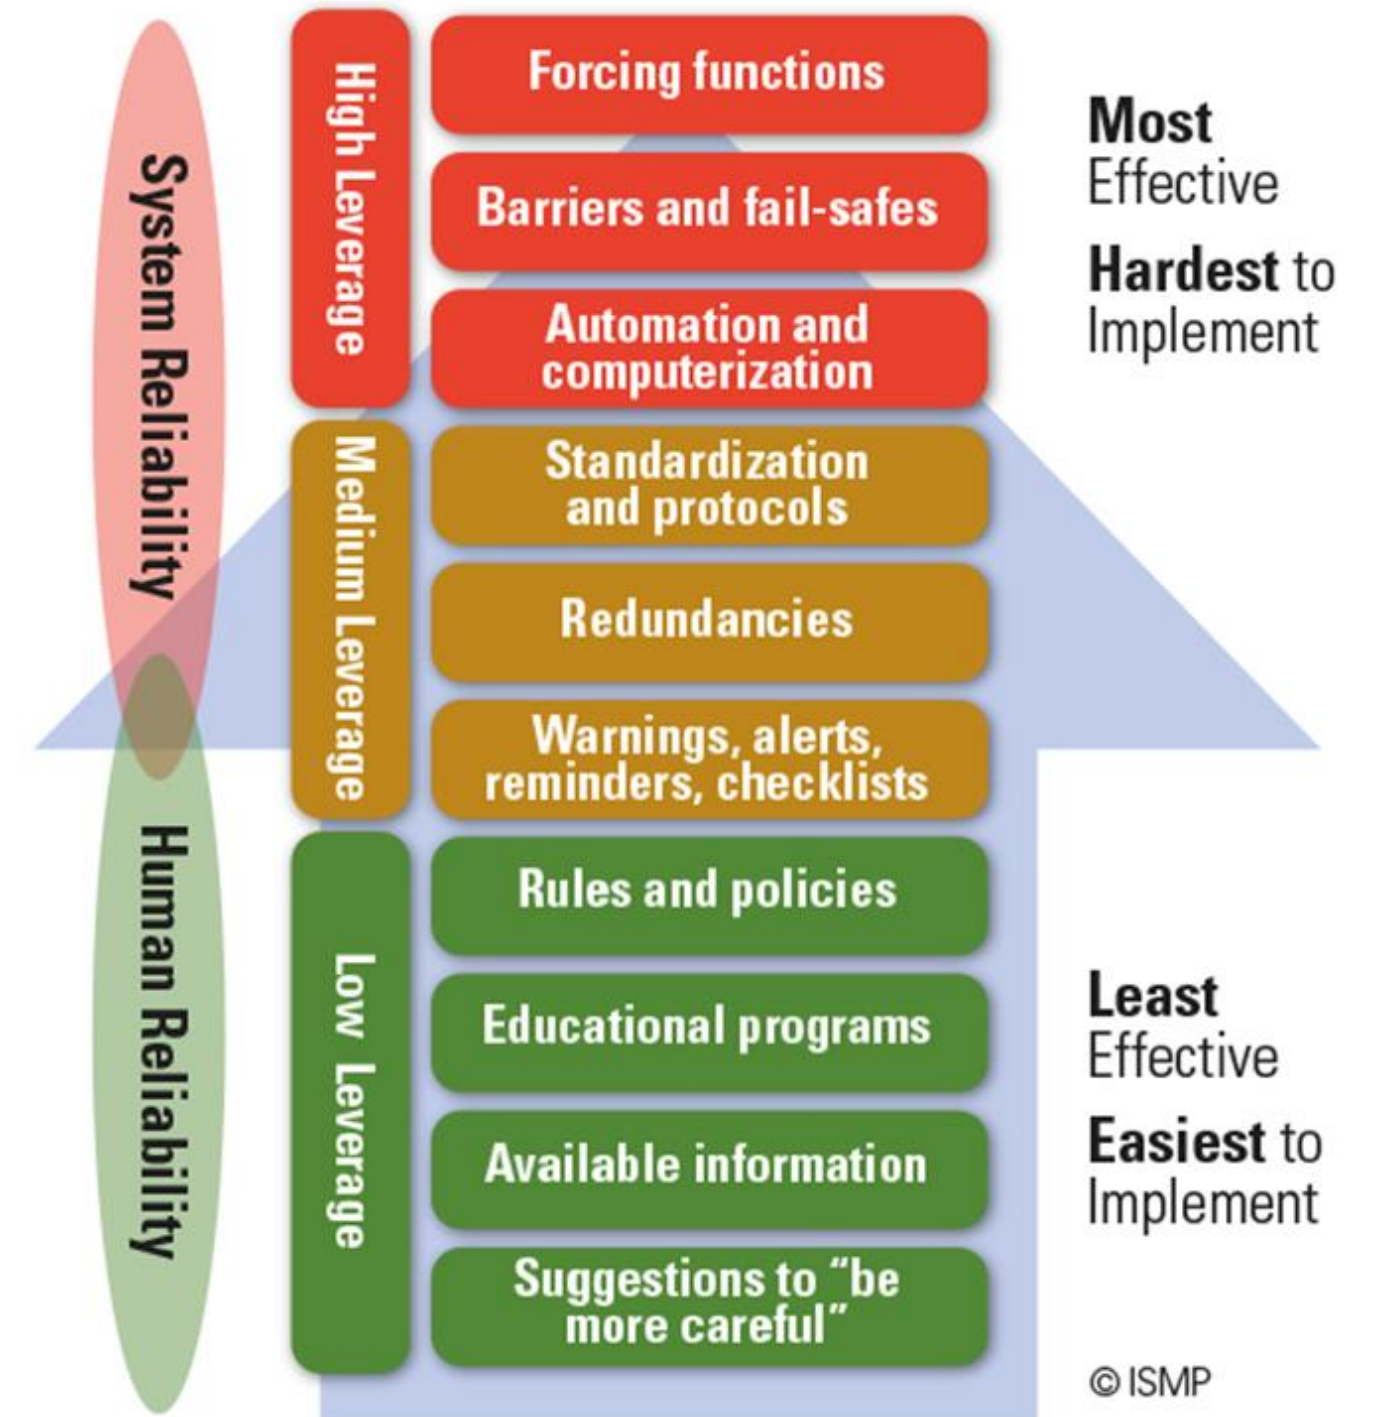 System Reliability
Human Reliability
High Leverage
Forcing functions
Barriers and fail-safes
Automation and
computerization
Medium Leverage
Standardization
and protocols
Redundancies
Warnings, alerts,
reminders, checklists
Low Leverage
Rules and policies
Educational programs
Available information
Suggestions to “be
more careful”
Most
Effective
Hardest to
Implement
Least
Effective
Easiest to
Implement
© ISMP